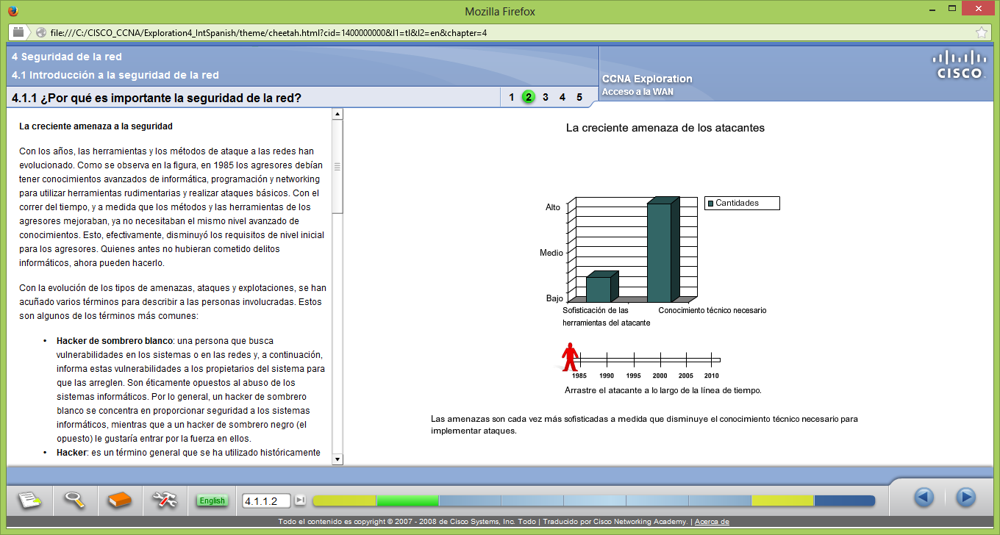 Mozilla Firefox
file:///C:/CISCO_CCNA/Exploration4_IntSpanish/theme/cheetah.html?cid=1400000000&l1=tl&l2=en&chapter=4
4 Seguridad de la red
4.1 Introducción a la seguridad de la red
CCNA Exploration
Acceso a la WAN
CISCO
4.1.1 ¿Por qué es importante la seguridad de la red?
1 2 3 4 5
La creciente amenaza a la seguridad
Con los años, las herramientas y los métodos de ataque a las redes han
evolucionado. Como se observa en la figura, en 1985 los agresores debían
tener conocimientos avanzados de informática, programación y networking
para utilizar herramientas rudimentarias y realizar ataques básicos. Con el
correr del tiempo, y a medida que los métodos y las herramientas de los
agresores mejoraban, ya no necesitaban el mismo nivel avanzado de
conocimientos. Esto, efectivamente, disminuyó los requisitos de nivel inicial
para los agresores. Quienes antes no hubieran cometido delitos
informáticos, ahora pueden hacerlo.
Con la evolución de los tipos de amenazas, ataques y explotaciones, se han
acuñado varios términos para describir a las personas involucradas. Estos
son algunos de los términos más comunes:
• Hacker de sombrero blanco: una persona que busca
vulnerabilidades en los sistemas o en las redes y, a continuación,
informa estas vulnerabilidades a los propietarios del sistema para
que las arreglen. Son éticamente opuestos al abuso de los
sistemas informáticos. Por lo general, un hacker de sombrero
blanco se concentra en proporcionar seguridad a los sistemas
informáticos, mientras que a un hacker de sombrero negro (el
opuesto) le gustaría entrar por la fuerza en ellos.
• Hacker: es un término general que se ha utilizado históricamente
La creciente amenaza de los atacantes
Cantidades
Alto
Medio
Bajo
Sofisticación de las
herramientas del atacante
Conocimiento técnico necesario
1985 1990 1995 2000 2005 2010
Arrastre el atacante a lo largo de la línea de tiempo.
Las amenazas son cada vez más sofisticadas a medida que disminuye el conocimiento técnico necesario para
implementar ataques.
English
4.1.1.2
Todo el contenido es copyright © 2007 - 2008 de Cisco Systems, Inc. Todo | Traducido por Cisco Networking Academy. | Acerca de